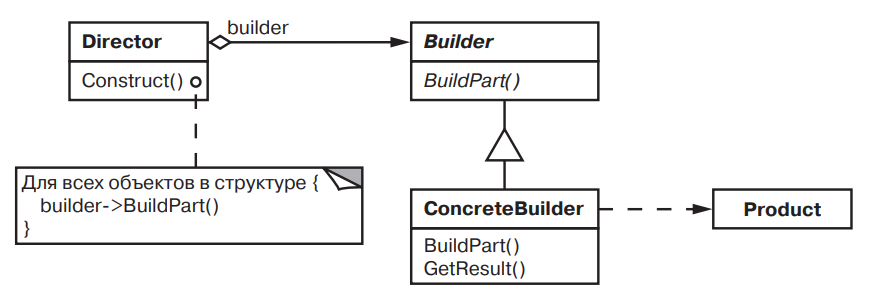 builder
Director
Builder
Construct()
BuildPart()
Для всех объектов в структуре {
builder->BuildPart()
}
ConcreteBuilder
Product
BuildPart()
GetResult()